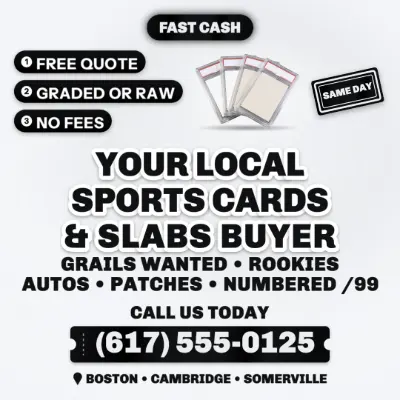 FAST CASH
1 FREE QUOTE
2 GRADED OR RAW
3 NO FEES
SAME DAY
YOUR LOCAL
SPORTS CARDS
& SLABS BUYER
GRAILS WANTED • ROOKIES
AUTOS • PATCHES • NUMBERED /99
CALL US TODAY
(617) 555-0125
BOSTON • CAMBRIDGE • SOMERVILLE